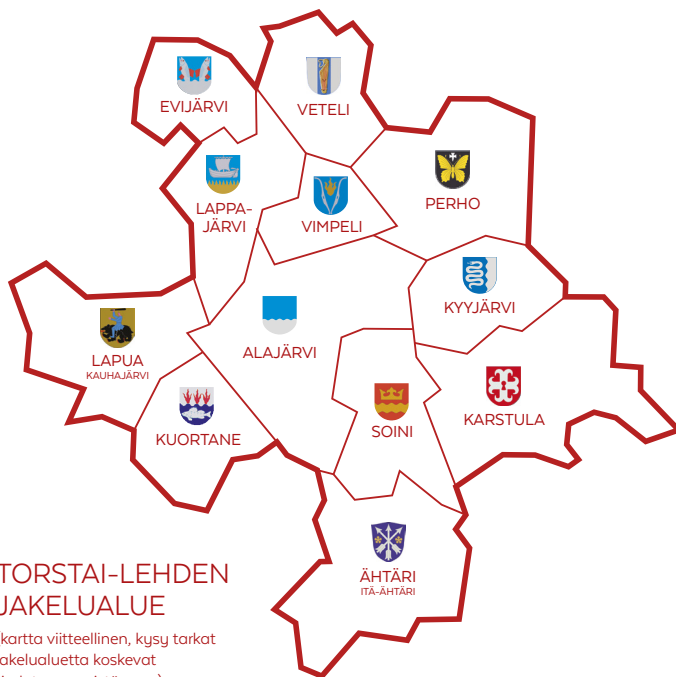 EVIJÄRVI
VETELI
LAPPA-
JÄRVI
VIMPELI
PERHO
KYYJÄRVI
ALAJÄRVI
LAPUA
KAUHAJÄRVI
KUORTANE
SOINI
KARSTULA
ÄHTÄRI
ITÄ-ÄHTÄRI
TORSTAI-LEHDEN
JAKELUALUE
kartta viitteellinen, kysy tarkat
jakelualuetta koskevat